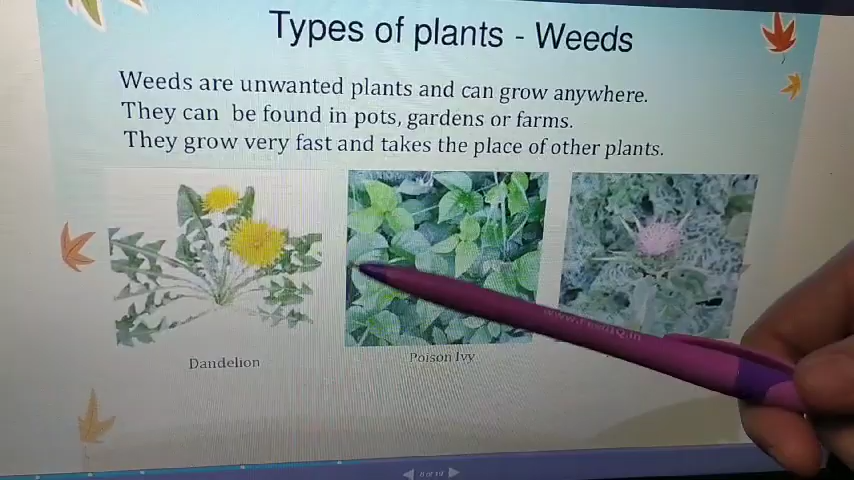 Types of plants - Weeds
Weeds are unwanted plants and can grow anywhere.
They can be found in pots, gardens or farms.
They grow very fast and takes the place of other plants.
Dandelion
Poison Ivy